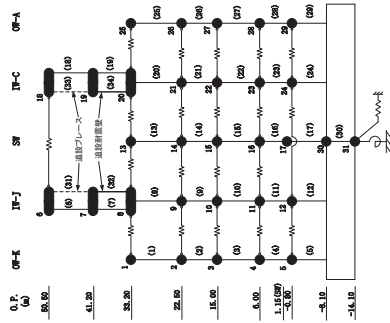 O.P. (m) OW-K IW-J SW IW-C OW-A
50.50 6 18
(6) (31) (33) (18)
追設ブレース
41.20 7 19
(7) (32) (34) (19)
追設耐震壁
33.20 1 8 13 20 25
(1) (8) (13) (20) (25)
22.50 2 9 14 21 26
(2) (9) (14) (21) (26)
15.00 3 10 15 22 27
(3) (10) (15) (22) (27)
6.00 4 11 16 23 28
(4) (11) (16) (23) (28)
1.15(SW) 17
-0.80 5 12 24 29
(5) (12) (17) (24) (29)
-8.10 30
(30)
-14.10 31